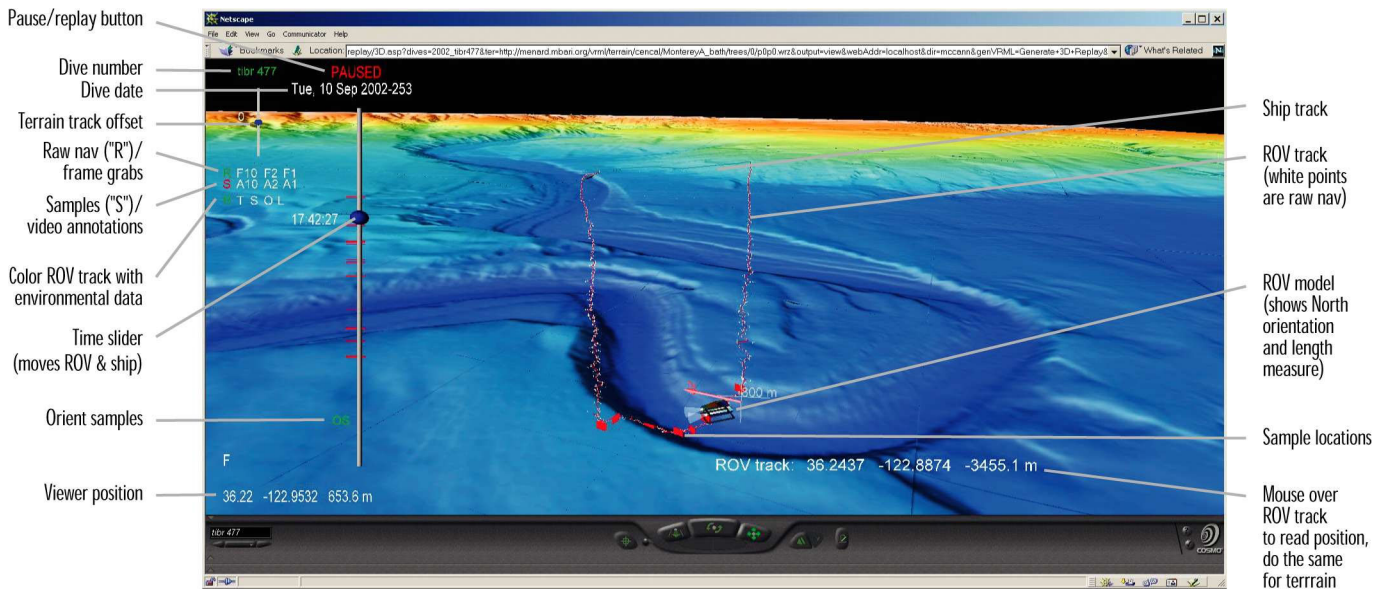 Pause/replay button
Dive number
Dive date
Terrain track offset
Raw nav ("R")/
frame grabs
Samples ("S")/
video annotations
Color ROV track with
environmental data
Time slider
(moves ROV & ship)
Orient samples
Viewer position
Netscape
File Edit View Go Communicator Help
Bookmarks Location: replay/3D.asp?dives=2002_tibr477&ter=http://menard.mbari.org/vrml/terrain/cencal/MontereyA_bath/trees/0/p0p0.wrz&output=view&webAddr=localhost&dir=mccann&genVRML=Generate+3D+Replay& What's Related
tibr 477 PAUSED
Tue, 10 Sep 2002-253
0
R F10 F2 F1
S A10 A2 A1
T S O L
17:42:27
OS
F
36.22 -122.9532 653.6 m
ROV track: 36.2437 -122.8874 -3455.1 m
tibr 477
COSMO
Ship track
ROV track
(white points
are raw nav)
ROV model
(shows North
orientation
and length
measure)
Sample locations
Mouse over
ROV track
to read position,
do the same
for terrrain